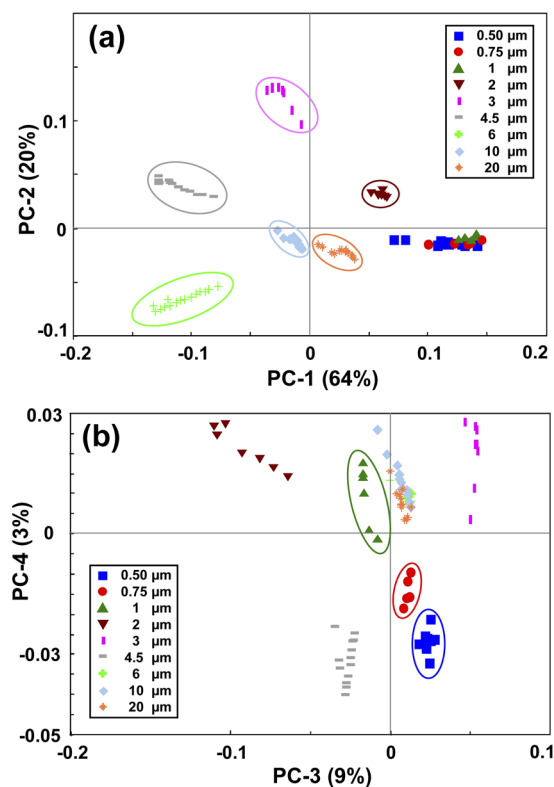 (a)
0.50 µm
0.75 µm
1 µm
2 µm
3 µm
4.5 µm
6 µm
10 µm
20 µm
PC-2 (20%)
0.1
0
-0.1
-0.2
-0.1
0
0.1
0.2
PC-1 (64%)
(b)
0.03
0
-0.03
-0.05
PC-4 (3%)
0.50 µm
0.75 µm
1 µm
2 µm
3 µm
4.5 µm
6 µm
10 µm
20 µm
-0.2
-0.1
0
0.1
PC-3 (9%)